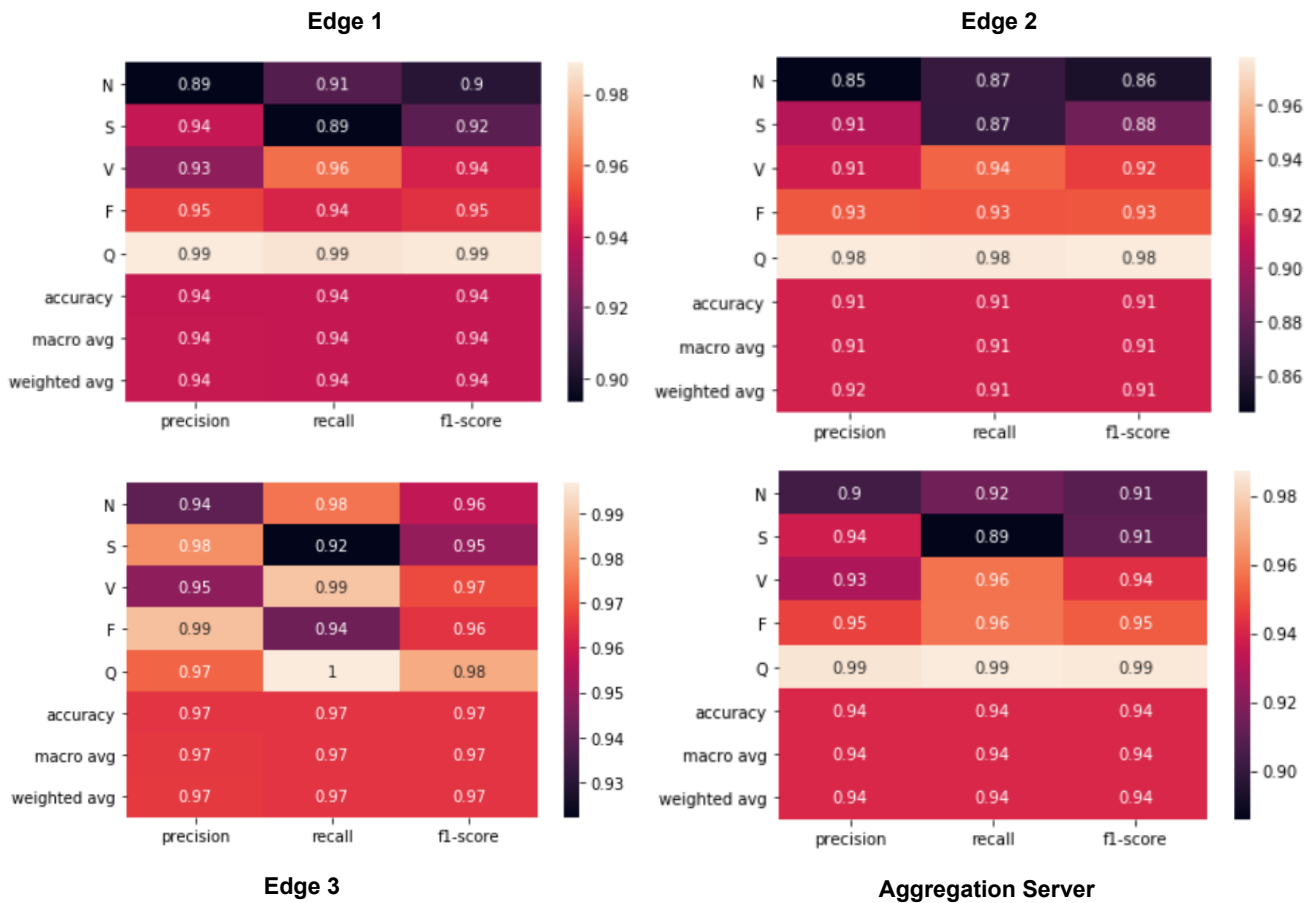 Edge 1
N 0.89 0.91 0.9
S 0.94 0.89 0.92
V 0.93 0.96 0.94
F 0.95 0.94 0.95
Q 0.99 0.99 0.99
accuracy 0.94 0.94 0.94
macro avg 0.94 0.94 0.94
weighted avg 0.94 0.94 0.94
precision recall f1-score
0.98
0.96
0.94
0.92
0.90
Edge 2
N 0.85 0.87 0.86
S 0.91 0.87 0.88
V 0.91 0.94 0.92
F 0.93 0.93 0.93
Q 0.98 0.98 0.98
accuracy 0.91 0.91 0.91
macro avg 0.91 0.91 0.91
weighted avg 0.92 0.91 0.91
precision recall f1-score
0.96
0.94
0.92
0.90
0.88
0.86
N 0.94 0.98 0.96
S 0.98 0.92 0.95
V 0.95 0.99 0.97
F 0.99 0.94 0.96
Q 0.97 1 0.98
accuracy 0.97 0.97 0.97
macro avg 0.97 0.97 0.97
weighted avg 0.97 0.97 0.97
precision recall f1-score
0.99
0.98
0.97
0.96
0.95
0.94
0.93
Edge 3
N 0.9 0.92 0.91
S 0.94 0.89 0.91
V 0.93 0.96 0.94
F 0.95 0.96 0.95
Q 0.99 0.99 0.99
accuracy 0.94 0.94 0.94
macro avg 0.94 0.94 0.94
weighted avg 0.94 0.94 0.94
precision recall f1-score
0.98
0.96
0.94
0.92
0.90
Aggregation Server